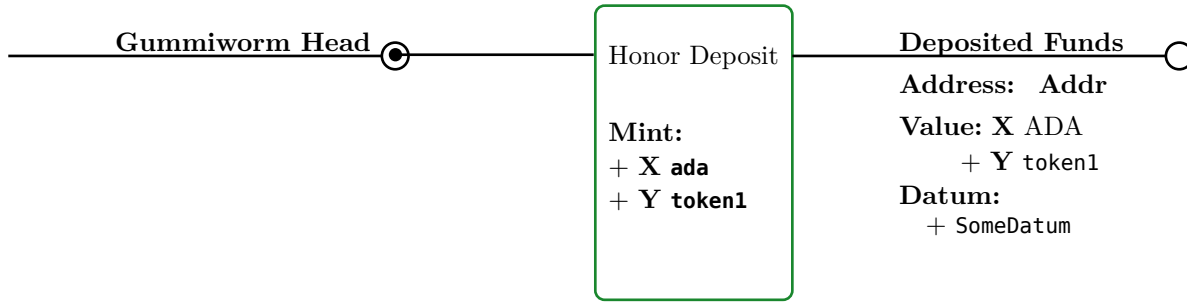 Gummiworm Head
Honor Deposit
Mint:
+ X ada
+ Y token1
Deposited Funds
Address: Addr
Value: X ADA
+ Y token1
Datum:
+ SomeDatum